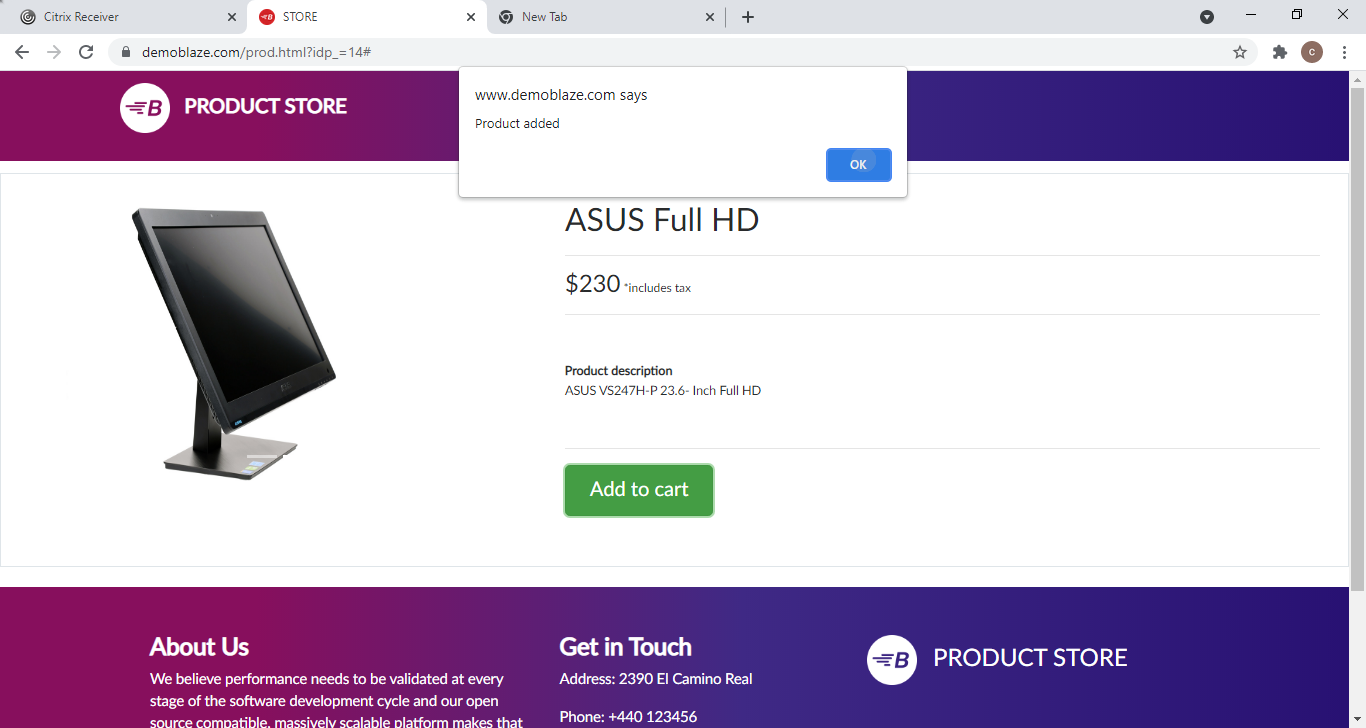 Citrix Receiver
STORE
New Tab
demoblaze.com/prod.html?idp_=14#
C
B
PRODUCT STORE
www.demoblaze.com says
Product added
OK
ASUS Full HD
$230 *includes tax
Product description
ASUS VS247H-P 23.6- Inch Full HD
Add to cart
About Us
We believe performance needs to be validated at every
stage of the software development cycle and our open
source compatible, massively scalable platform makes that
Get in Touch
Address: 2390 El Camino Real
Phone: +440 123456
B
PRODUCT STORE